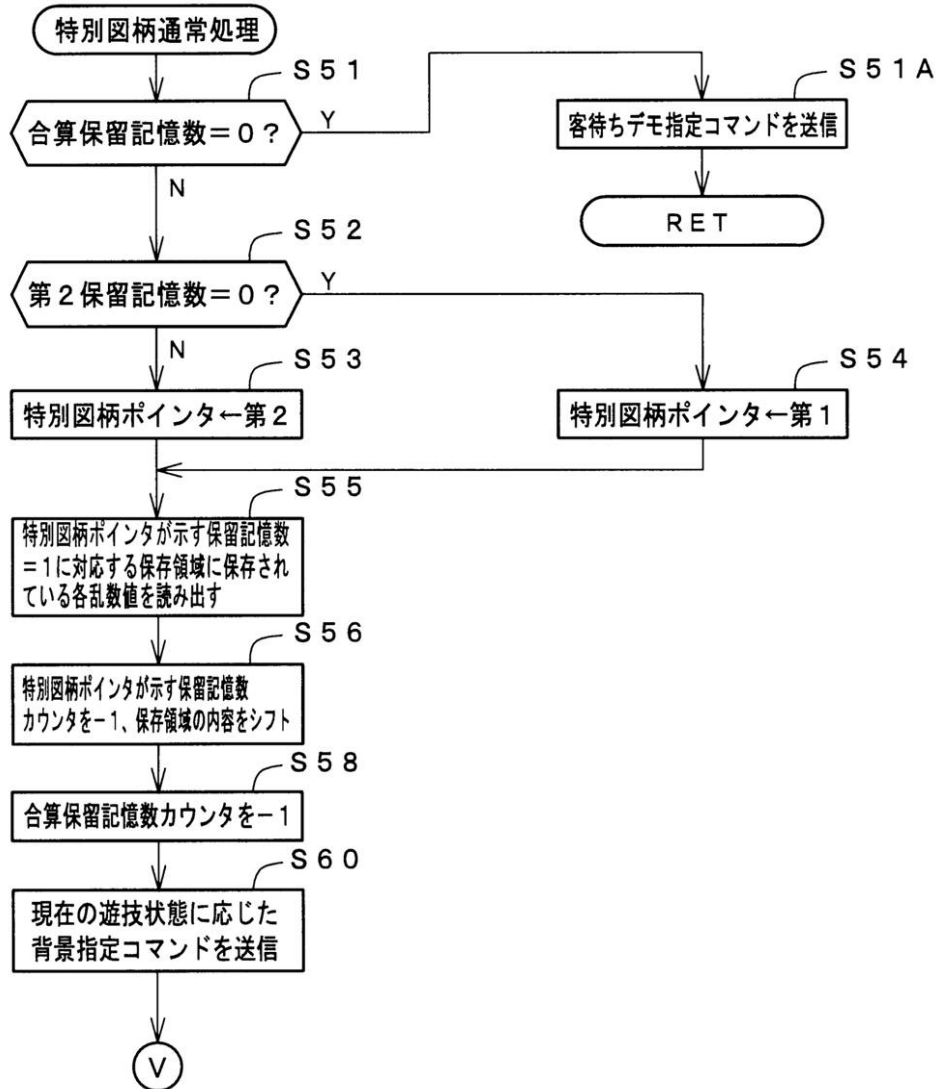 特別図柄通常処理
S51
合算保留記憶数=0?
Y
N
S51A
客待ちデモ指定コマンドを送信
RET
S52
第2保留記憶数=0?
Y
N
S53
特別図柄ポインタ←第2
S54
特別図柄ポインタ←第1
S55
特別図柄ポインタが示す保留記憶数
=1に対応する保存領域に保存され
ている各乱数値を読み出す
S56
特別図柄ポインタが示す保留記憶数
カウンタを-1、保存領域の内容をシフト
S58
合算保留記憶数カウンタを-1
S60
現在の遊技状態に応じた
背景指定コマンドを送信
V